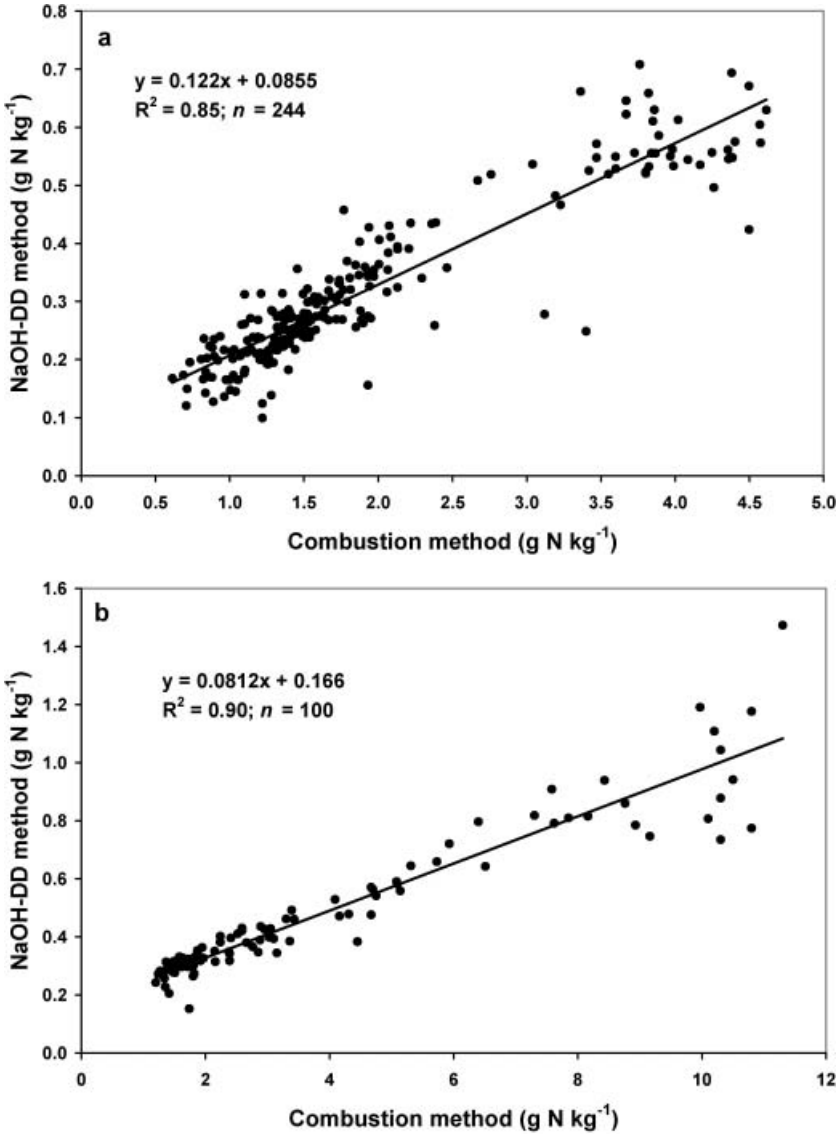 a
y = 0.122x + 0.0855
R² = 0.85; n = 244
NaOH-DD method (g N kg⁻¹)
0.8
0.7
0.6
0.5
0.4
0.3
0.2
0.1
0.0
0.0 0.5 1.0 1.5 2.0 2.5 3.0 3.5 4.0 4.5 5.0
Combustion method (g N kg⁻¹)
b
y = 0.0812x + 0.166
R² = 0.90; n = 100
NaOH-DD method (g N kg⁻¹)
1.6
1.4
1.2
1.0
0.8
0.6
0.4
0.2
0.0
0 2 4 6 8 10 12
Combustion method (g N kg⁻¹)